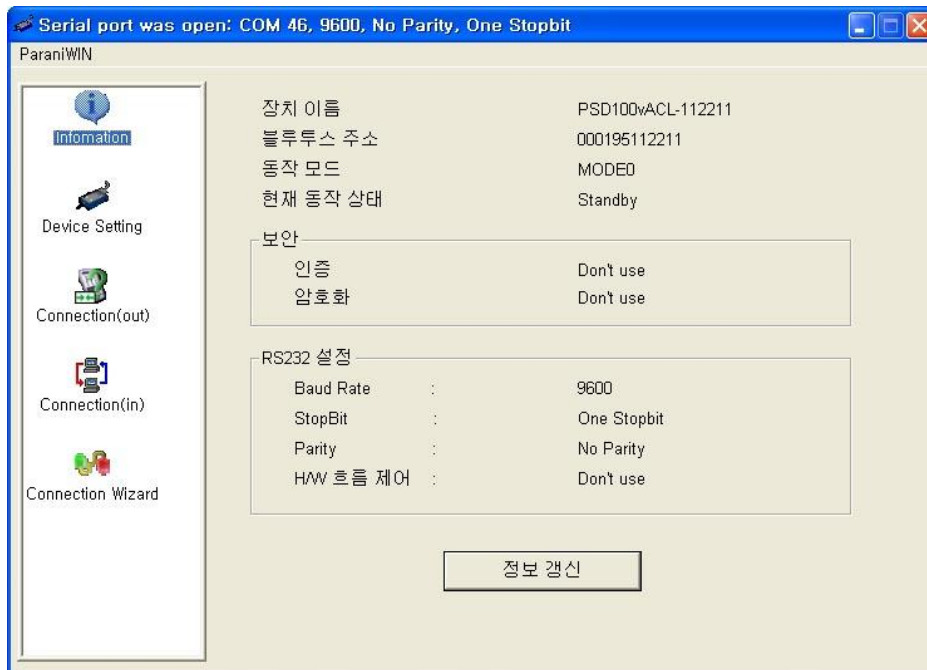 Serial port was open: COM 46, 9600, No Parity, One Stopbit
ParaniWIN
Infomation
Device Setting
Connection(out)
Connection(in)
Connection Wizard
장치 이름 PSD100vACL-112211
블루투스 주소 000195112211
동작 모드 MODE0
현재 동작 상태 Standby
보안
인증 Don't use
암호화 Don't use
RS232 설정
Baud Rate : 9600
StopBit : One Stopbit
Parity : No Parity
H/W 흐름 제어 : Don't use
정보 갱신